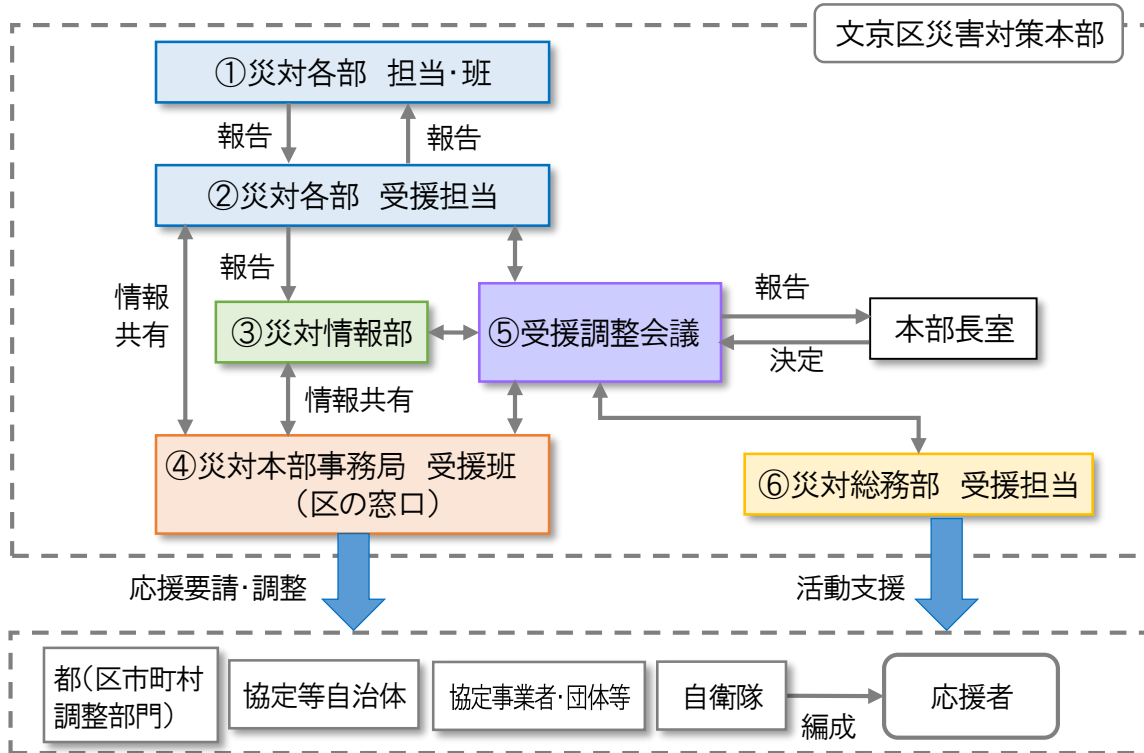 文京区災害対策本部
①災対各部 担当・班
報告
報告
②災対各部 受援担当
情報
共有
報告
③災対情報部
⑤受援調整会議
報告
決定
本部長室
情報共有
④災対本部事務局 受援班
（区の窓口）
⑥災対総務部 受援担当
応援要請・調整
活動支援
都（区市町村
調整部門）
協定等自治体
協定事業者・団体等
自衛隊
編成
応援者